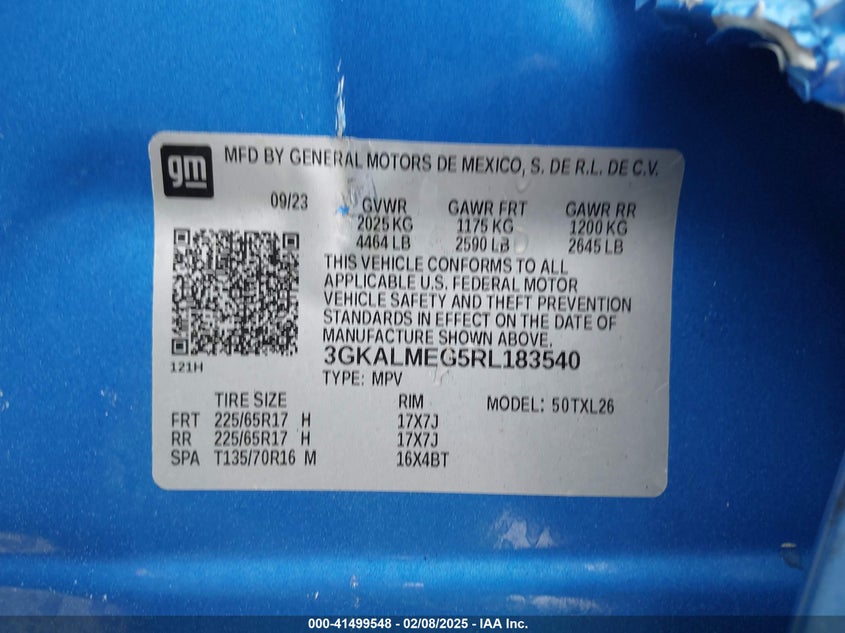 gm MFD BY GENERAL MOTORS DE MEXICO, S. DE R.L. DE C.V.
09/23 GVWR GAWR FRT GAWR RR
2025 KG 1175 KG 1200 KG
4464 LB 2590 LB 2645 LB
THIS VEHICLE CONFORMS TO ALL
APPLICABLE U.S. FEDERAL MOTOR
VEHICLE SAFETY AND THEFT PREVENTION
STANDARDS IN EFFECT ON THE DATE OF
MANUFACTURE SHOWN ABOVE.
3GKALMEG5RL183540
121H
TYPE: MPV
TIRE SIZE RIM MODEL: 50TXL26
FRT 225/65R17 H 17X7J
RR 225/65R17 H 17X7J
SPA T135/70R16 M 16X4BT
000-41499548 - 02/08/2025 - IAA Inc.